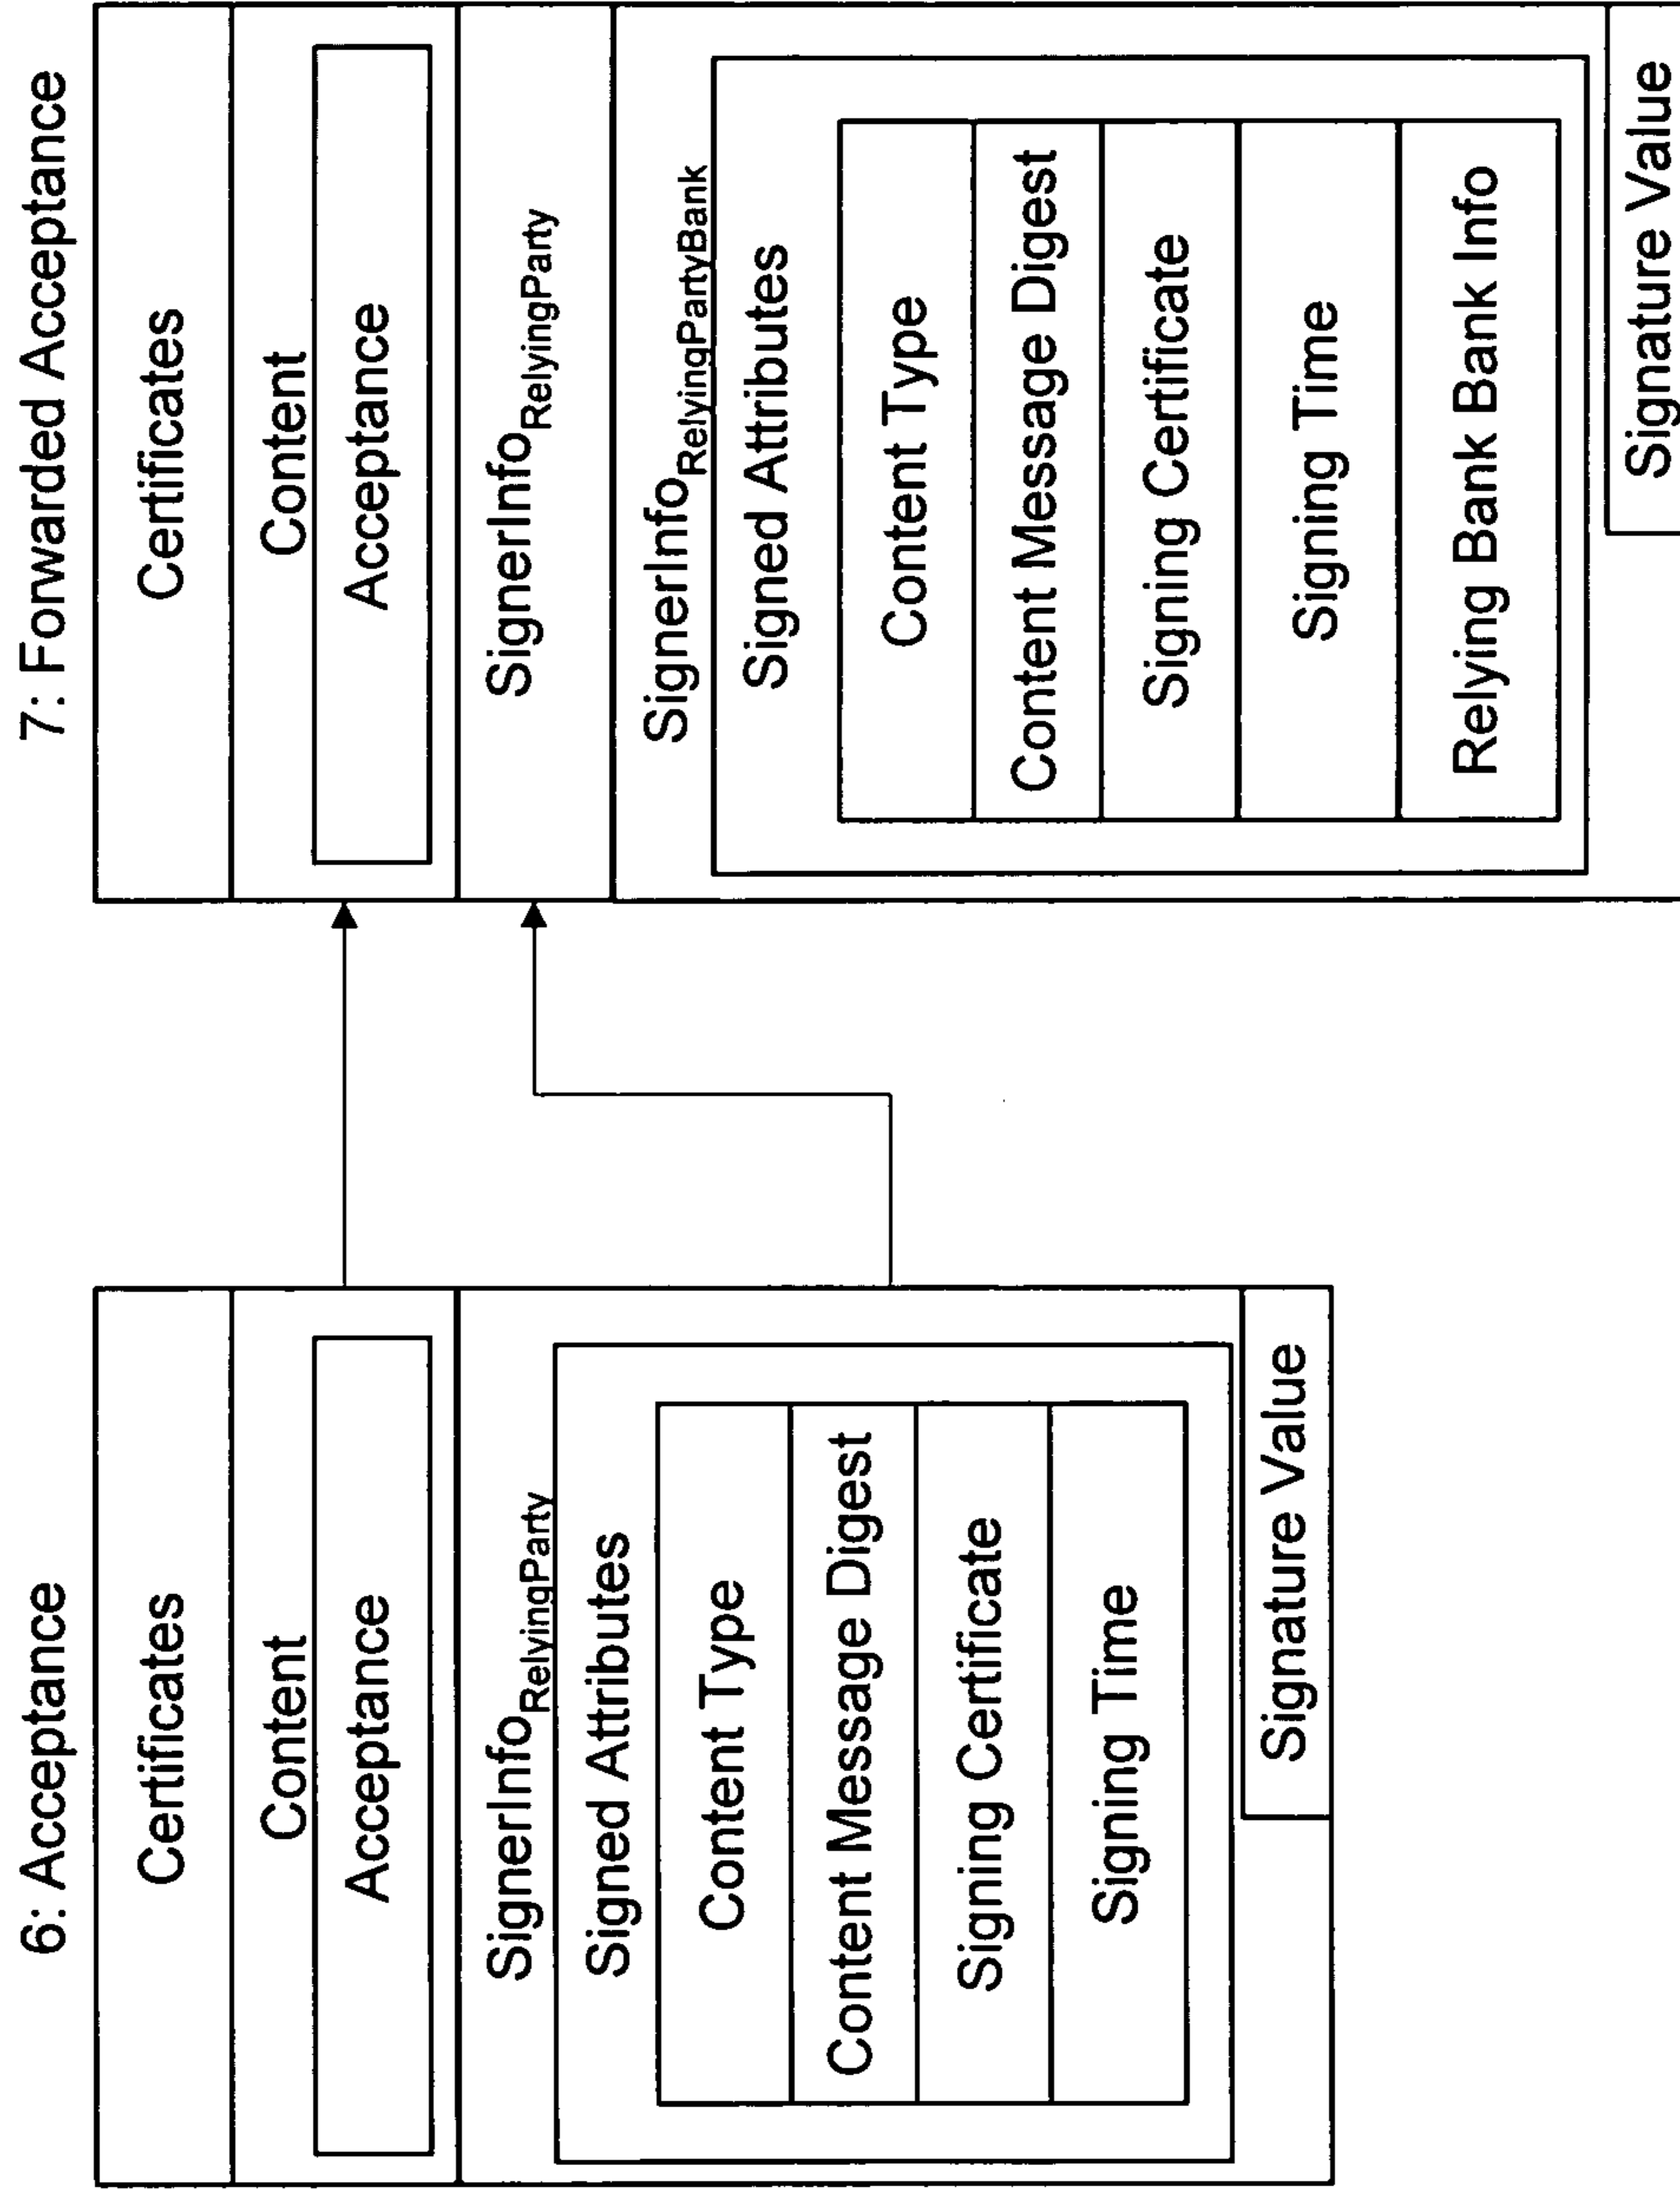 6: Acceptance
Certificates
Content
Acceptance
SignerInfoRelyingParty
Signed Attributes
Content Type
Content Message Digest
Signing Certificate
Signing Time
Signature Value
7: Forwarded Acceptance
Certificates
Content
Acceptance
SignerInfoRelyingParty
SignerInfoRelyingPartyBank
Signed Attributes
Content Type
Content Message Digest
Signing Certificate
Signing Time
Relying Bank Bank Info
Signature Value